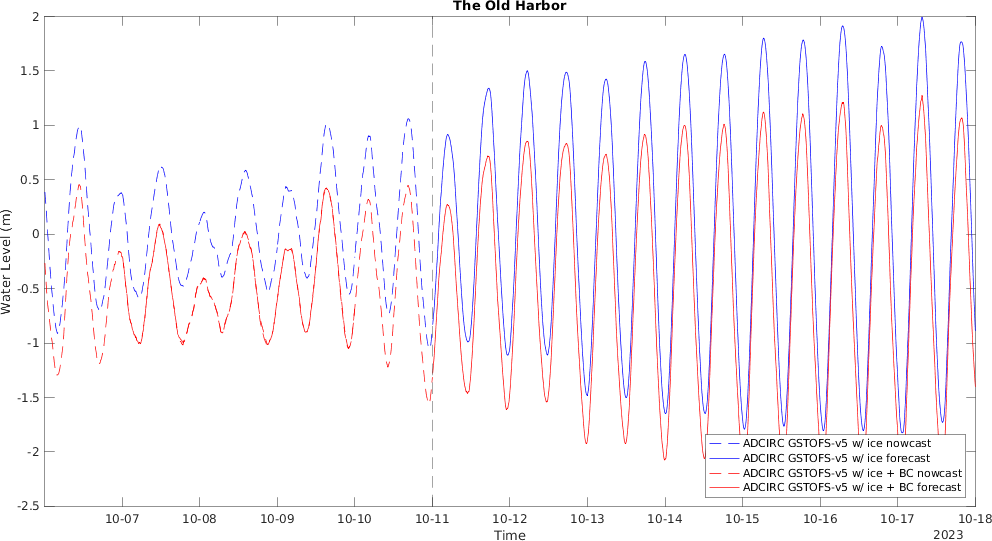 The Old Harbor
2
1.5
1
0.5
0
-0.5
-1
-1.5
-2
-2.5
Water Level (m)
ADCIRC GSTOFS-v5 w/ ice nowcast
ADCIRC GSTOFS-v5 w/ ice forecast
ADCIRC GSTOFS-v5 w/ ice + BC nowcast
ADCIRC GSTOFS-v5 w/ ice + BC forecast
10-07 10-08 10-09 10-10 10-11 10-12 10-13 10-14 10-15 10-16 10-17 10-18
Time
2023